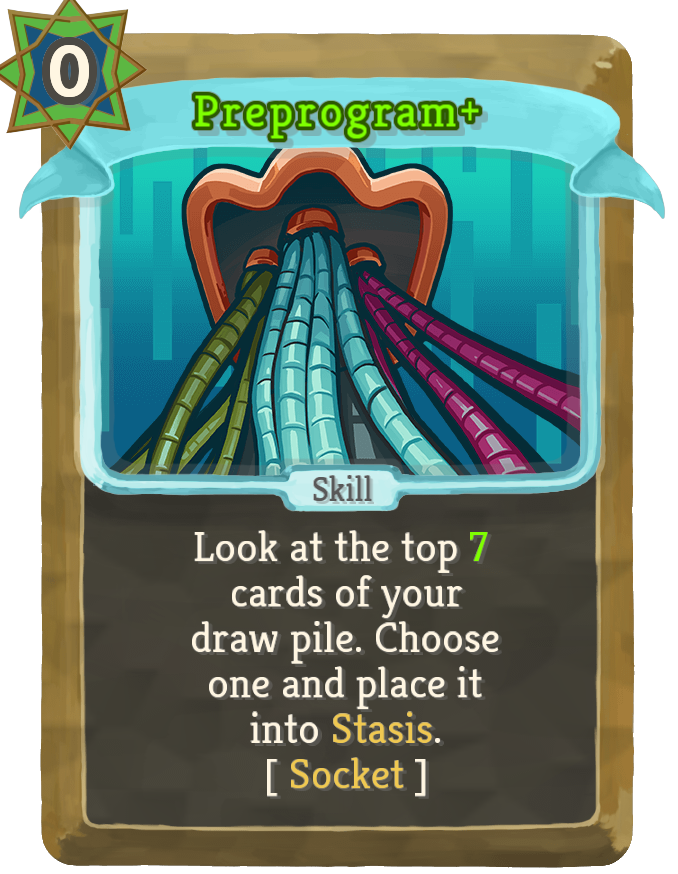 0
Preprogram+
Skill
Look at the top 7
cards of your
draw pile. Choose
one and place it
into Stasis.
[ Socket ]